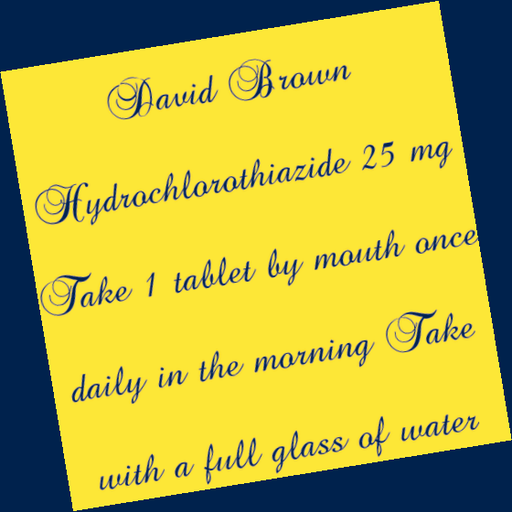 David Brown
Hydrochlorothiazide 25 mg
Take 1 tablet by mouth once
daily in the morning Take
with a full glass of water